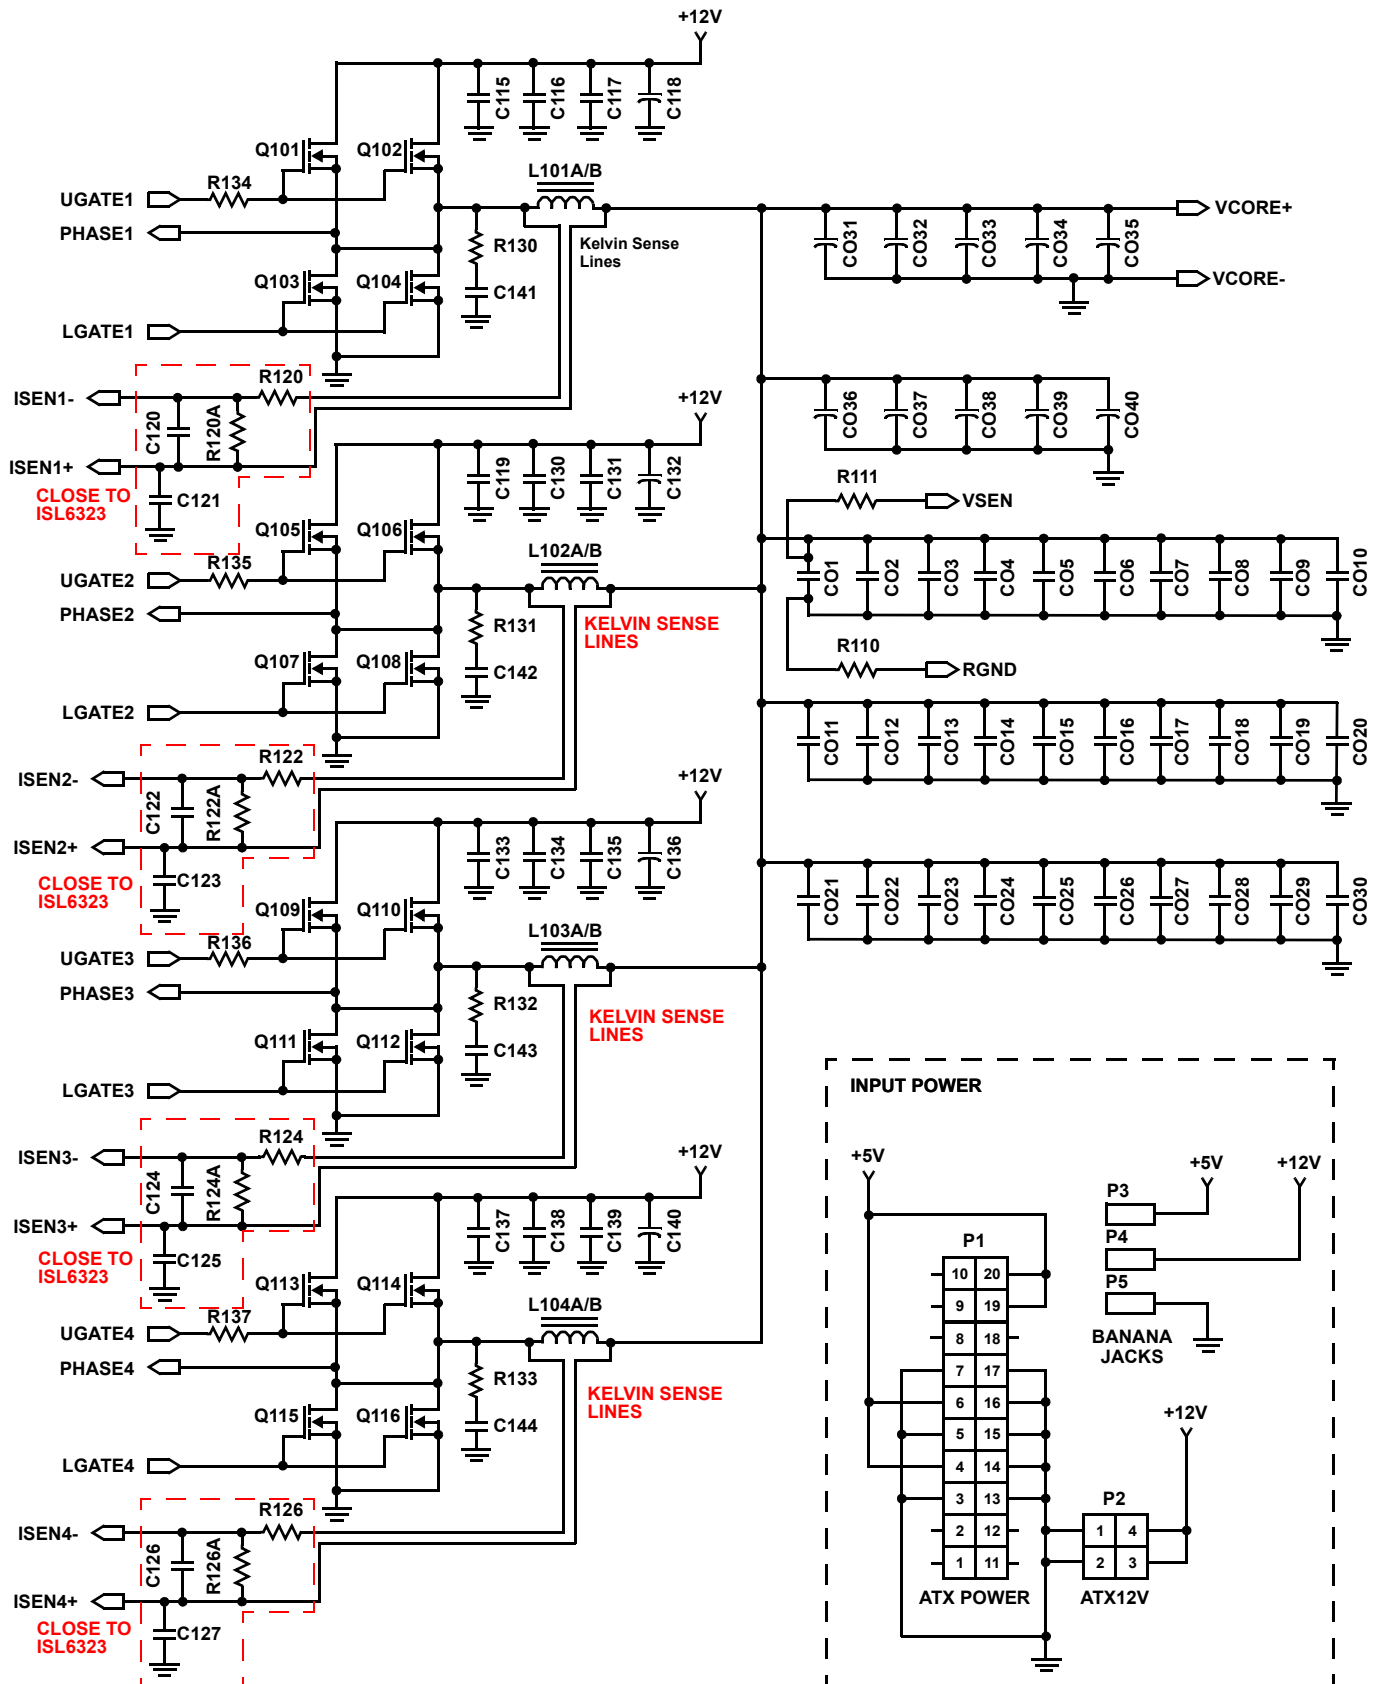 +12V
C115
C116
C117
C118
Q101
Q102
R134
UGATE1
PHASE1
L101A/B
Kelvin Sense
Lines
R130
C141
Q103
Q104
LGATE1
CO31
CO32
CO33
CO34
CO35
VCORE+
VCORE-
ISEN1-
R120
C120
R120A
ISEN1+
CLOSE TO
ISL6323
C121
+12V
C119
C130
C131
C132
CO36
CO37
CO38
CO39
CO40
Q105
Q106
R135
UGATE2
PHASE2
L102A/B
KELVIN SENSE
LINES
R131
C142
Q107
Q108
LGATE2
R111
VSEN
CO1
CO2
CO3
CO4
CO5
CO6
CO7
CO8
CO9
CO10
R110
RGND
CO11
CO12
CO13
CO14
CO15
CO16
CO17
CO18
CO19
CO20
ISEN2-
R122
C122
R122A
ISEN2+
CLOSE TO
ISL6323
C123
+12V
C133
C134
C135
C136
CO21
CO22
CO23
CO24
CO25
CO26
CO27
CO28
CO29
CO30
Q109
Q110
R136
UGATE3
PHASE3
L103A/B
KELVIN SENSE
LINES
R132
C143
Q111
Q112
LGATE3
ISEN3-
R124
C124
R124A
ISEN3+
CLOSE TO
ISL6323
C125
+12V
C137
C138
C139
C140
Q113
Q114
R137
UGATE4
PHASE4
L104A/B
KELVIN SENSE
LINES
R133
C144
Q115
Q116
LGATE4
ISEN4-
R126
C126
R126A
ISEN4+
CLOSE TO
ISL6323
C127
INPUT POWER
+5V
P1
10 20
9 19
8 18
7 17
6 16
5 15
4 14
3 13
2 12
1 11
ATX POWER
+5V
+12V
P3
P4
P5
BANANA
JACKS
+12V
P2
1 4
2 3
ATX12V